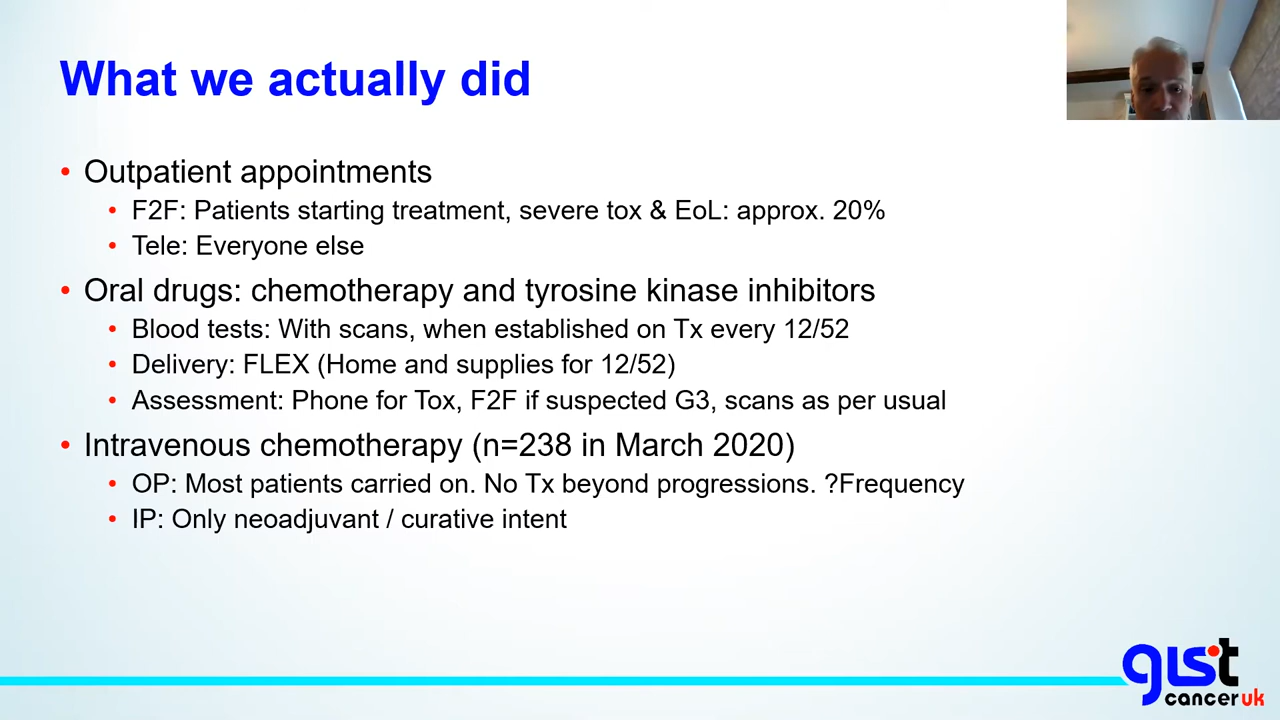 What we actually did
• Outpatient appointments
• F2F: Patients starting treatment, severe tox & EoL: approx. 20%
• Tele: Everyone else
• Oral drugs: chemotherapy and tyrosine kinase inhibitors
• Blood tests: With scans, when established on Tx every 12/52
• Delivery: FLEX (Home and supplies for 12/52)
• Assessment: Phone for Tox, F2F if suspected G3, scans as per usual
• Intravenous chemotherapy (n=238 in March 2020)
• OP: Most patients carried on. No Tx beyond progressions. ?Frequency
• IP: Only neoadjuvant / curative intent
gist
cancer uk